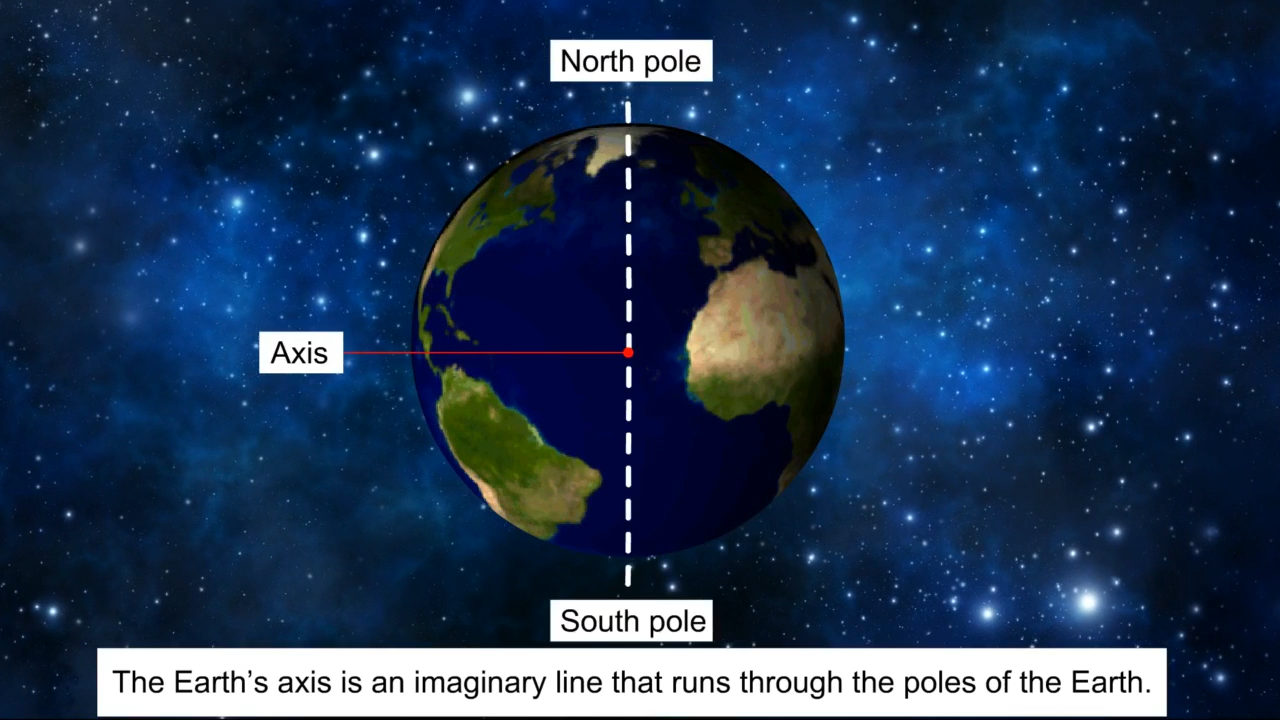 North pole
Axis
South pole
The Earth’s axis is an imaginary line that runs through the poles of the Earth.